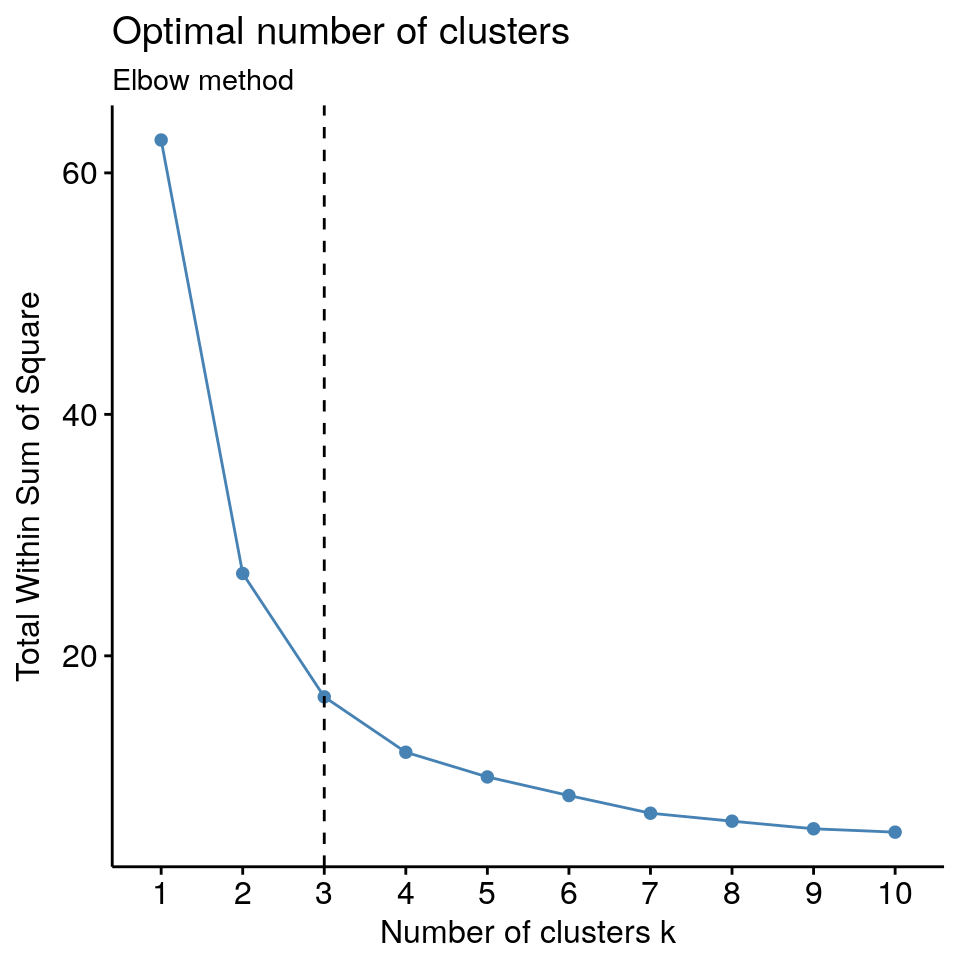 Optimal number of clusters
Elbow method
60
40
20
Total Within Sum of Square
1 2 3 4 5 6 7 8 9 10
Number of clusters k